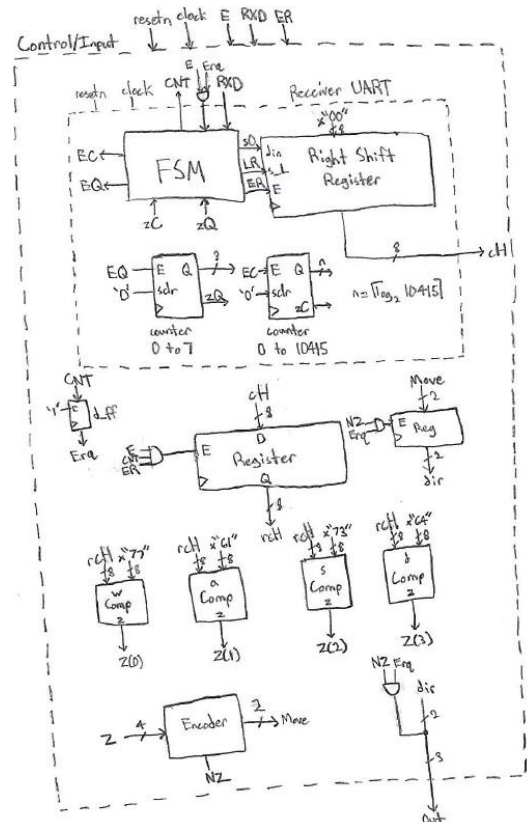 Control/Input
resetn clock E RXD ER
E Erq
resetn clock CNT RXD
Receiver UART
x"00"
8
FSM
EC
EQ
zC zQ
sO
LR
ER
din
s_L
E
Right Shift
Register
8
cH
EQ
'0'
E Q
sclr
3
zQ
counter
0 to 7
EC
'0'
E Q
sclr
n
zC
counter
0 to 10415
n=⌈log₂ 10415⌉
CNT
'1'
E
d_ff
Erq
cH
8
E
CNT
ER
E
D
Register
Q
8
rcH
Move
2
NZ
Erq
E
Reg
2
dir
rcH x"77"
8 8
w
Comp
z
Z(0)
rcH x"61"
8 8
a
Comp
z
Z(1)
rcH x"73"
8 8
s
Comp
z
Z(2)
rcH x"64"
8 8
d
Comp
z
Z(3)
Z
4
Encoder
2
Move
NZ
NZ Erq
dir
2
3
Out